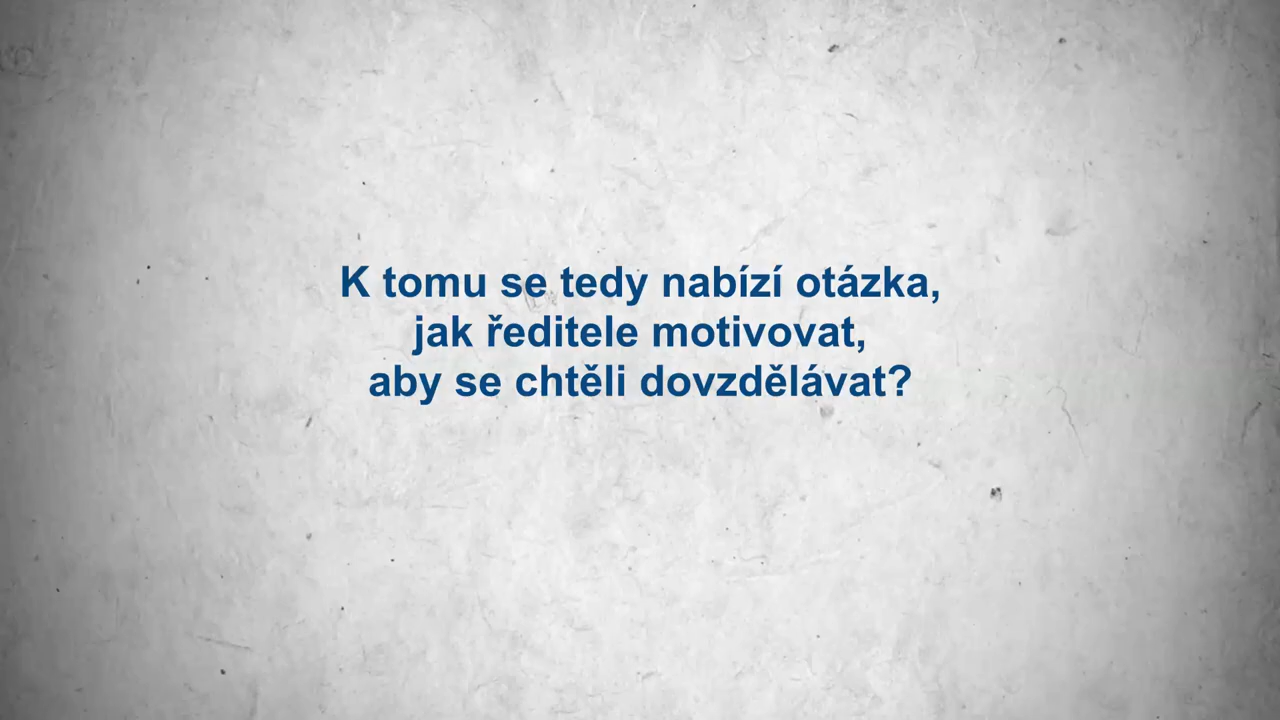 K tomu se tedy nabízí otázka,
jak ředitele motivovat,
aby se chtěli dovzdělávat?